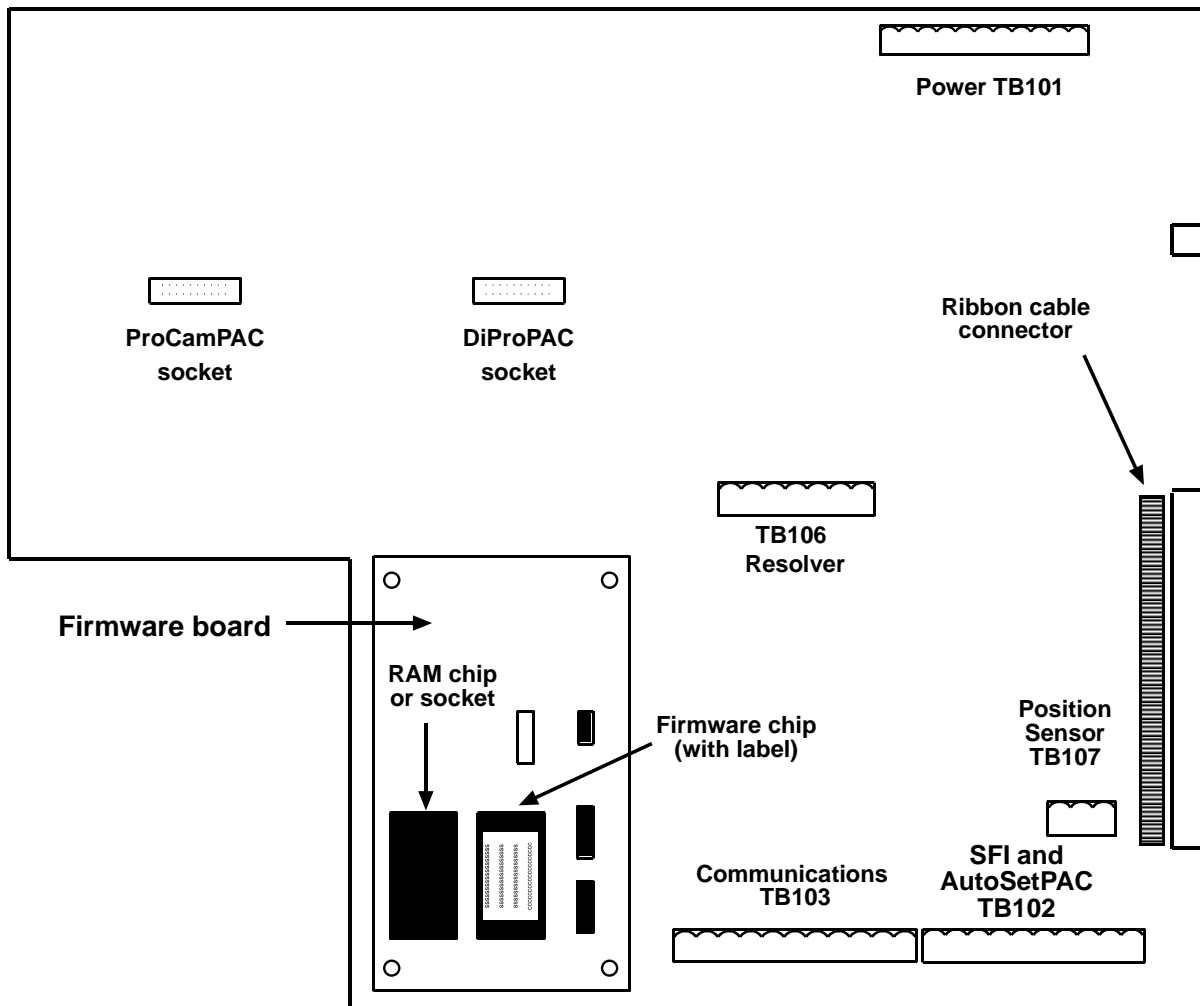 Power TB101
ProCamPAC
socket
DiProPAC
socket
Ribbon cable
connector
TB106
Resolver
Firmware board
RAM chip
or socket
Firmware chip
(with label)
Position
Sensor
TB107
Communications
TB103
SFI and
AutoSetPAC
TB102